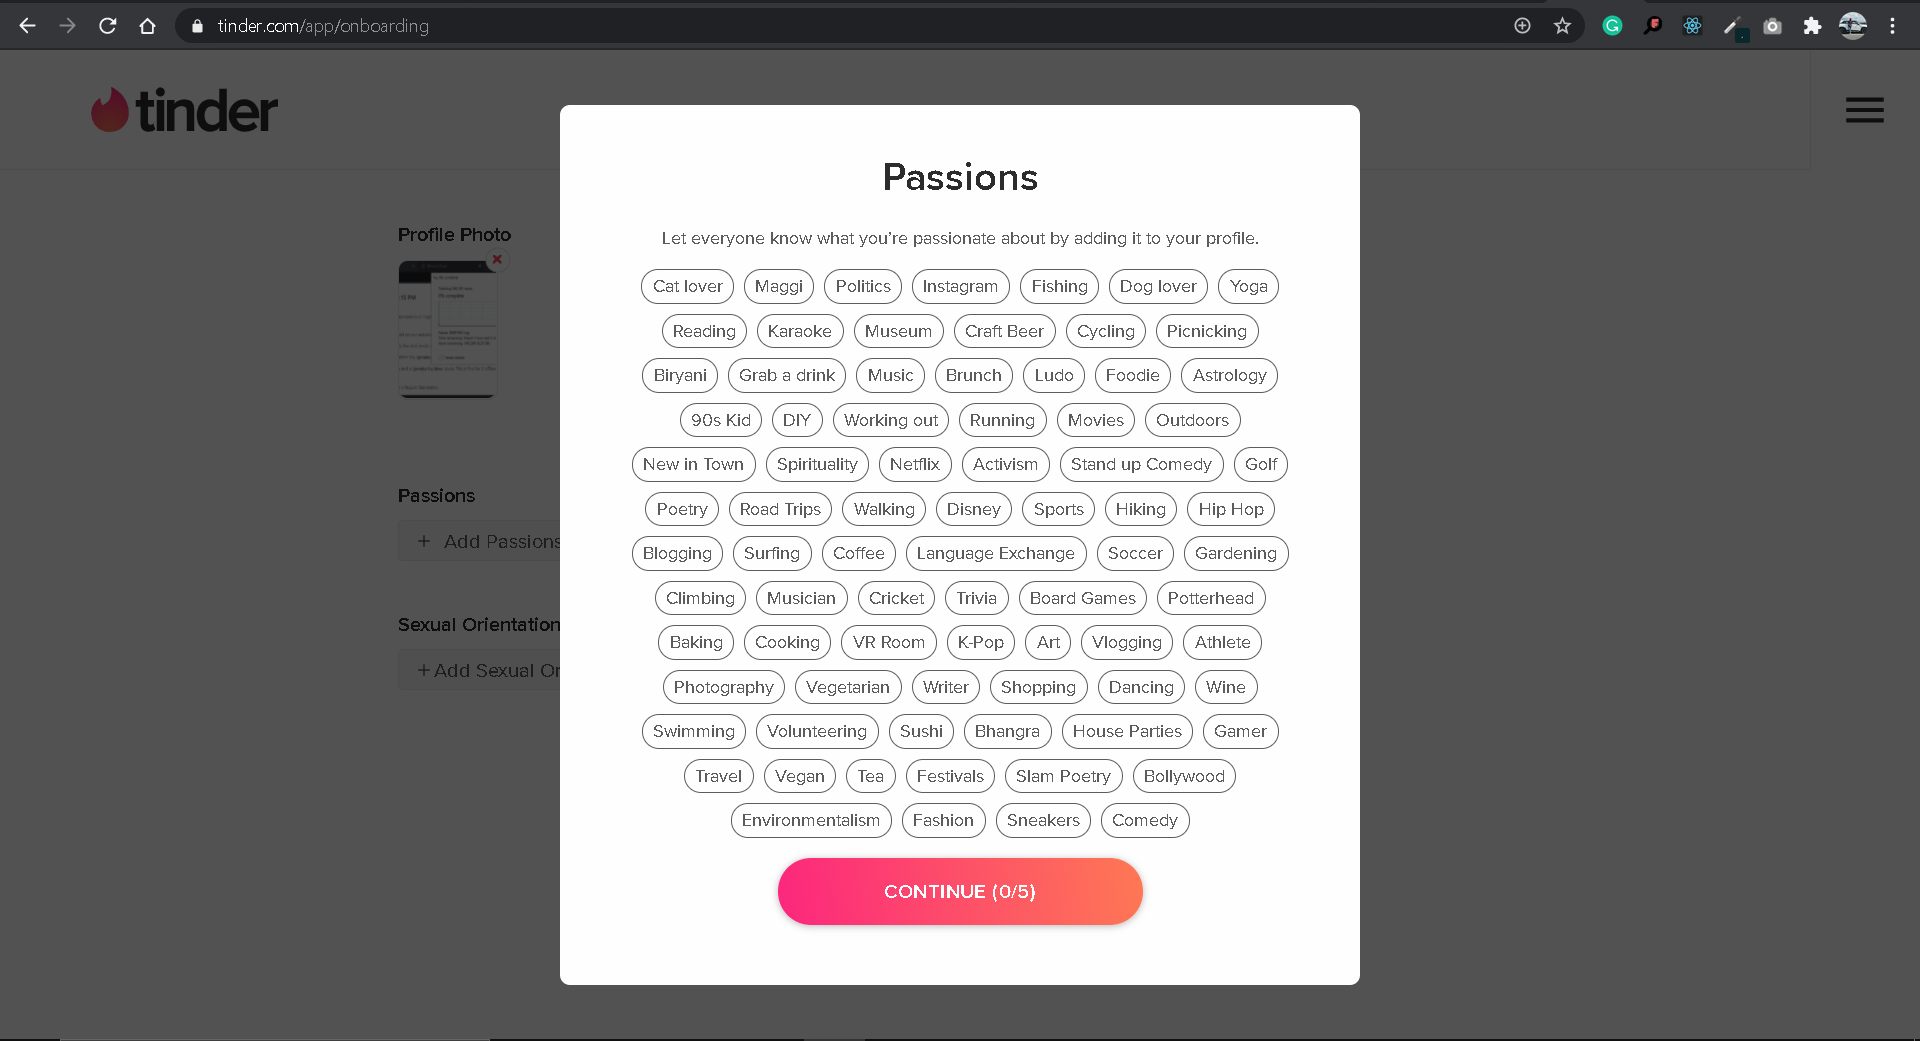 tinder.com/app/onboarding
tinder
Passions
Let everyone know what you're passionate about by adding it to your profile.
Cat lover Maggi Politics Instagram Fishing Dog lover Yoga
Reading Karaoke Museum Craft Beer Cycling Picnicking
Biryani Grab a drink Music Brunch Ludo Foodie Astrology
90s Kid DIY Working out Running Movies Outdoors
New in Town Spirituality Netflix Activism Stand up Comedy Golf
Poetry Road Trips Walking Disney Sports Hiking Hip Hop
Blogging Surfing Coffee Language Exchange Soccer Gardening
Climbing Musician Cricket Trivia Board Games Potterhead
Baking Cooking VR Room K-Pop Art Vlogging Athlete
Photography Vegetarian Writer Shopping Dancing Wine
Swimming Volunteering Sushi Bhangra House Parties Gamer
Travel Vegan Tea Festivals Slam Poetry Bollywood
Environmentalism Fashion Sneakers Comedy
CONTINUE (0/5)
Profile Photo
Passions
+ Add Passions
Sexual Orientation
+Add Sexual Or